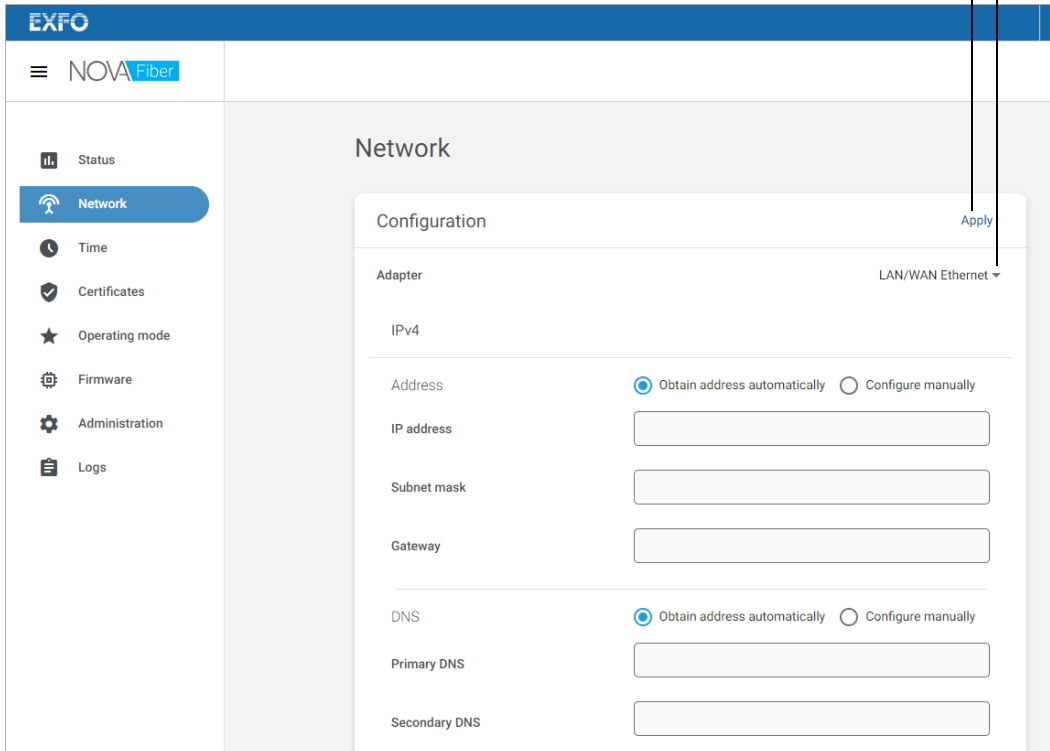 EXFO
NOVA Fiber
Status
Network
Time
Certificates
Operating mode
Firmware
Administration
Logs
Network
Configuration
Apply
Adapter
LAN/WAN Ethernet
IPv4
Address
Obtain address automatically
Configure manually
IP address
Subnet mask
Gateway
DNS
Obtain address automatically
Configure manually
Primary DNS
Secondary DNS